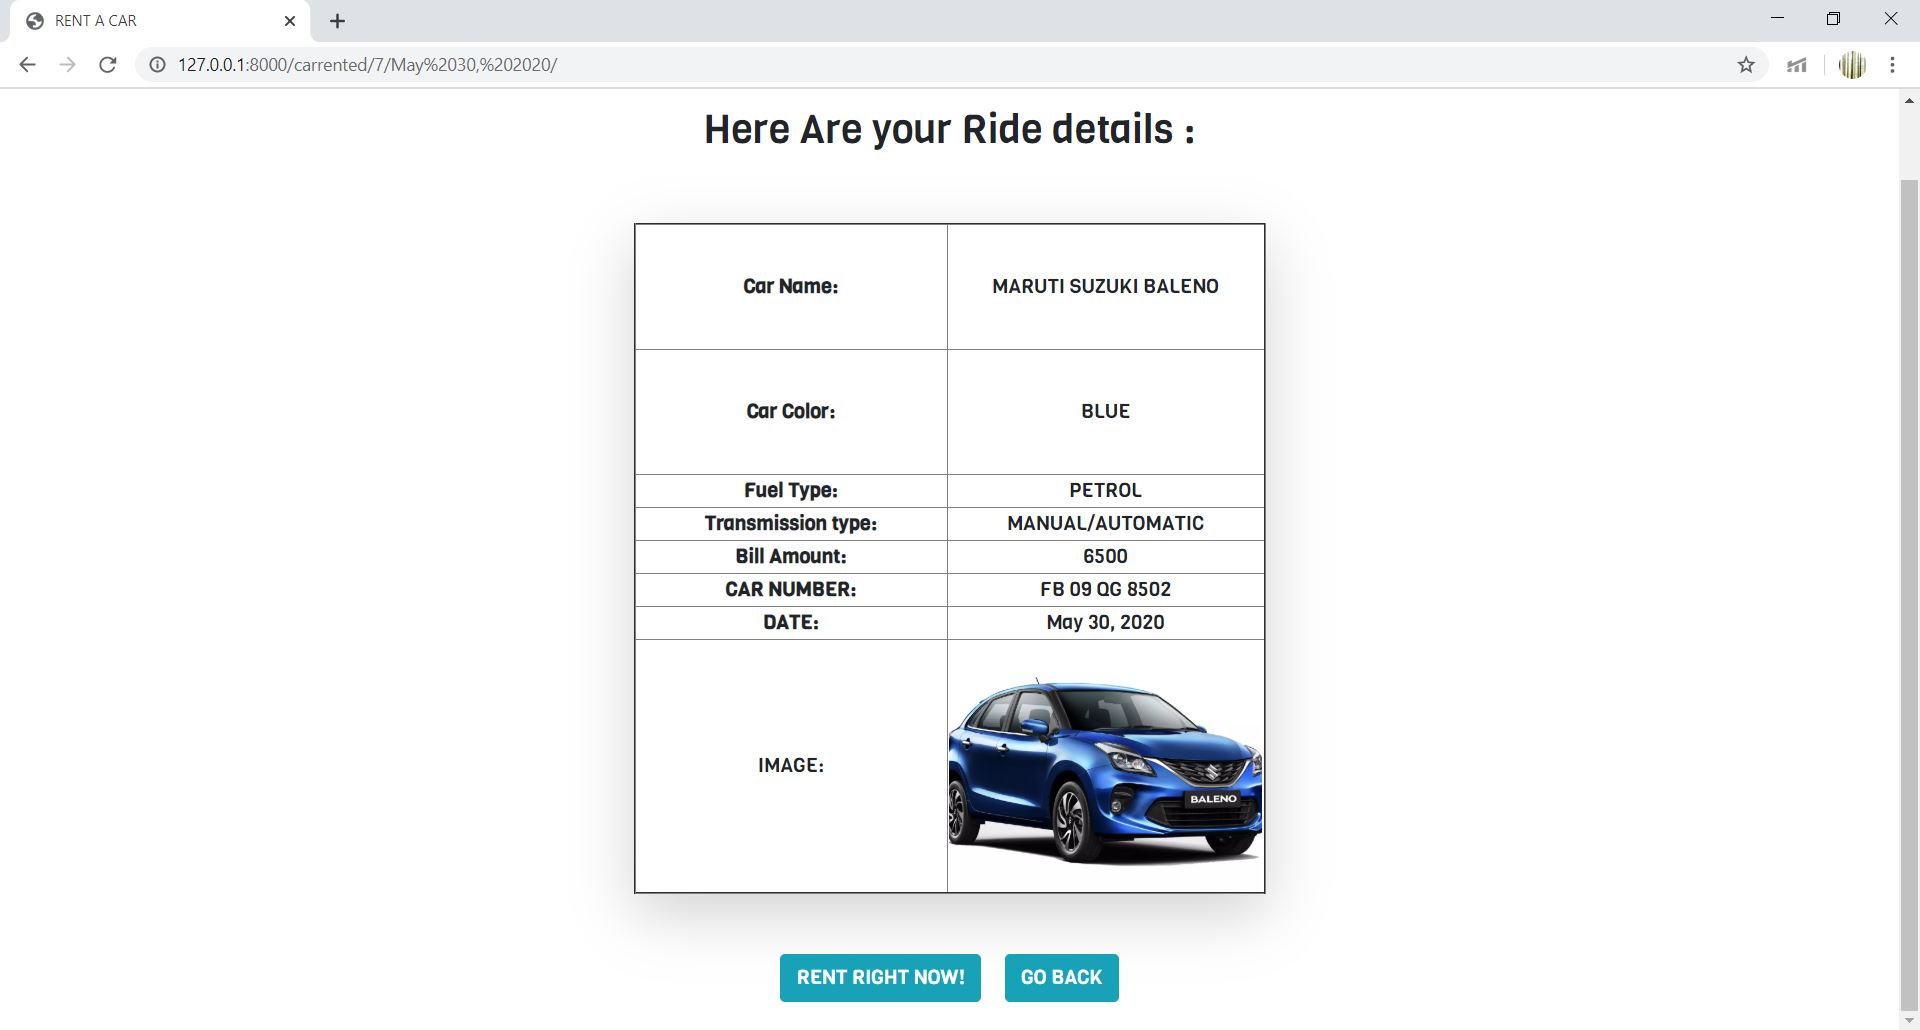 RENT A CAR
127.0.0.1:8000/carrented/7/May%2030,%202020/
Here Are your Ride details :
Car Name: MARUTI SUZUKI BALENO
Car Color: BLUE
Fuel Type: PETROL
Transmission type: MANUAL/AUTOMATIC
Bill Amount: 6500
CAR NUMBER: FB 09 QG 8502
DATE: May 30, 2020
IMAGE:
BALENO
RENT RIGHT NOW! GO BACK